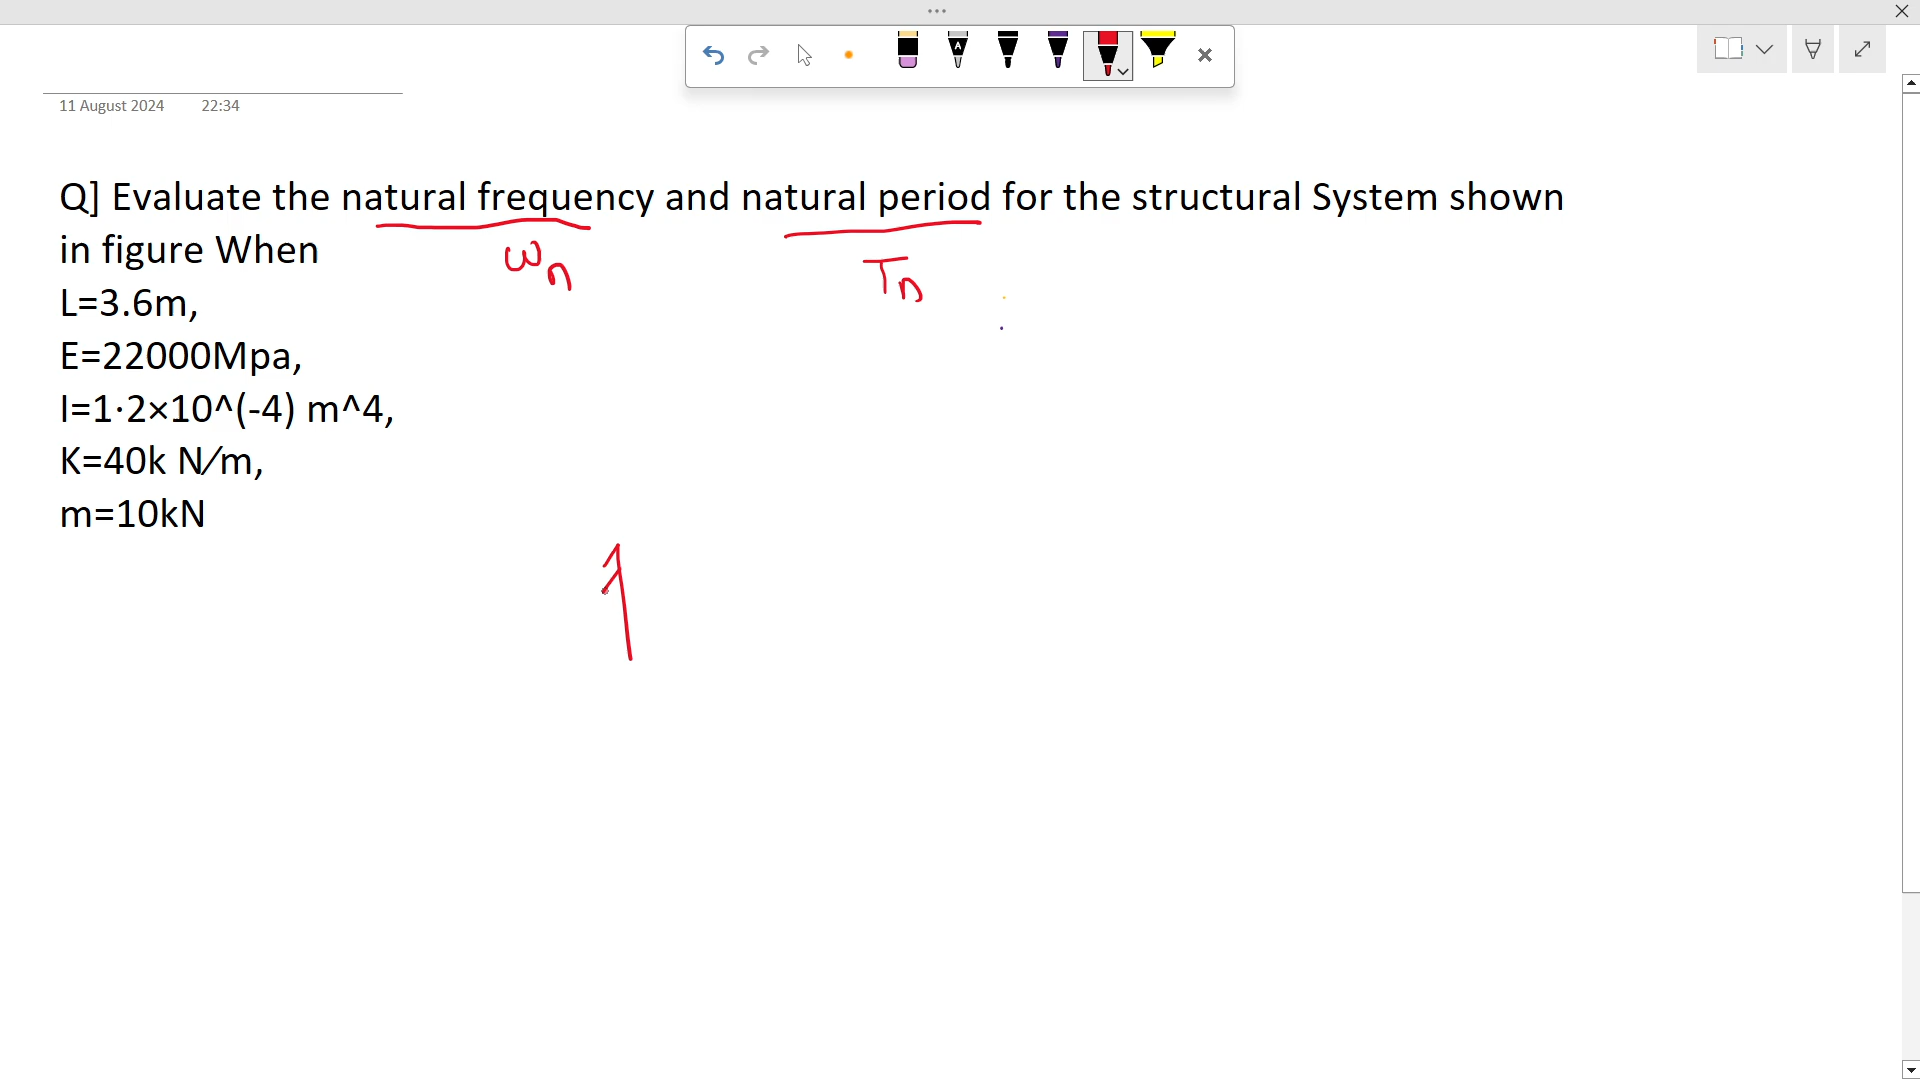 11 August 2024 22:34
Q] Evaluate the natural frequency and natural period for the structural System shown
in figure When
ωn Tn
L=3.6m,
E=22000Mpa,
I=1·2×10^(-4) m^4,
K=40k N∕m,
m=10kN